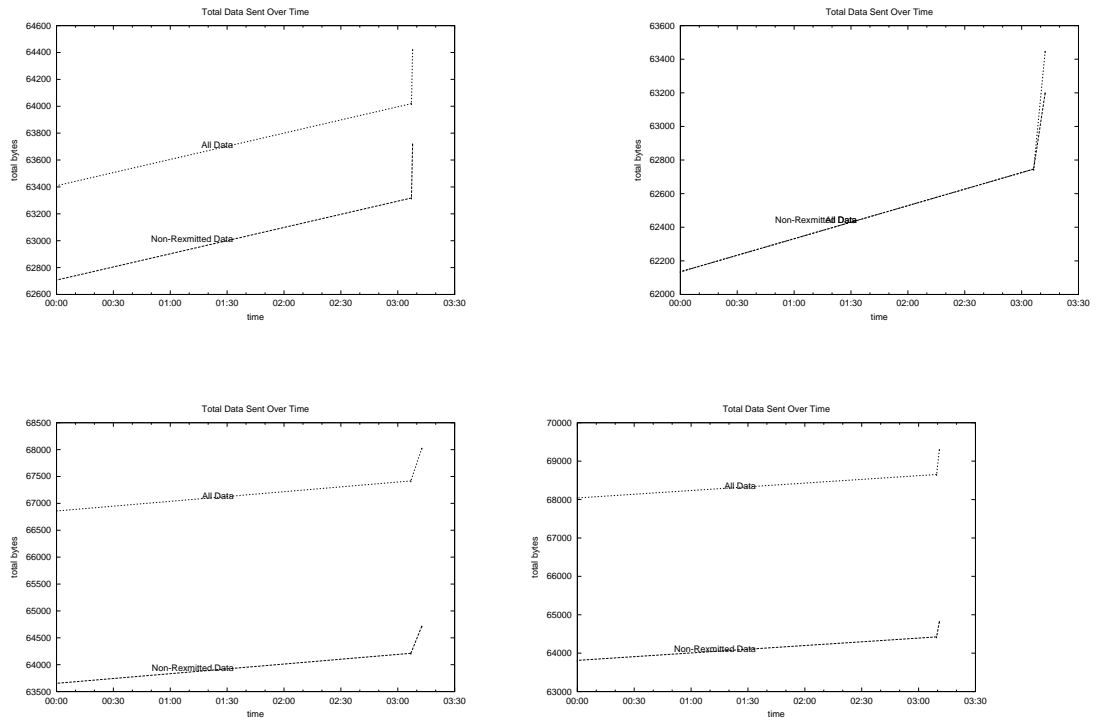 Total Data Sent Over Time
64600
64400
64200
64000
63800
63600
63400
63200
63000
62800
62600
total bytes
All Data
Non-Rexmitted Data
00:00 00:30 01:00 01:30 02:00 02:30 03:00 03:30
time
Total Data Sent Over Time
63600
63400
63200
63000
62800
62600
62400
62200
62000
total bytes
Non-Rexmitted Data
All Data
00:00 00:30 01:00 01:30 02:00 02:30 03:00 03:30
time
Total Data Sent Over Time
68500
68000
67500
67000
66500
66000
65500
65000
64500
64000
63500
total bytes
All Data
Non-Rexmitted Data
00:00 00:30 01:00 01:30 02:00 02:30 03:00 03:30
time
Total Data Sent Over Time
70000
69000
68000
67000
66000
65000
64000
63000
total bytes
All Data
Non-Rexmitted Data
00:00 00:30 01:00 01:30 02:00 02:30 03:00 03:30
time